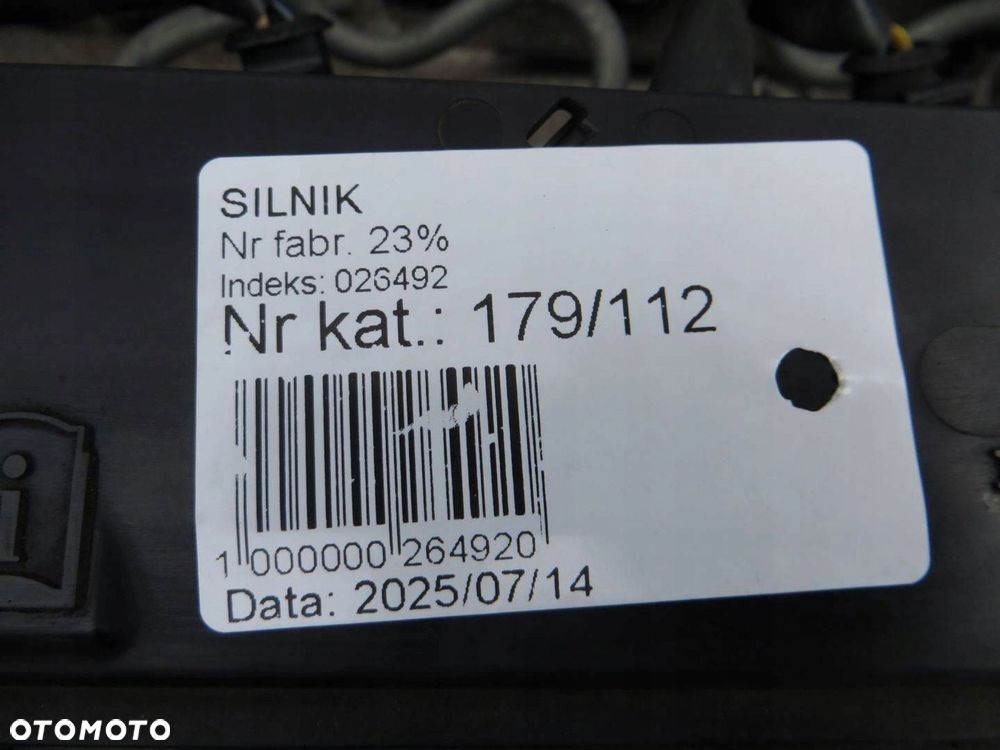 SILNIK
Nr fabr. 23%
Indeks: 026492
Nr kat.: 179/112
1 000000 264920
Data: 2025/07/14
i
OTOMOTO